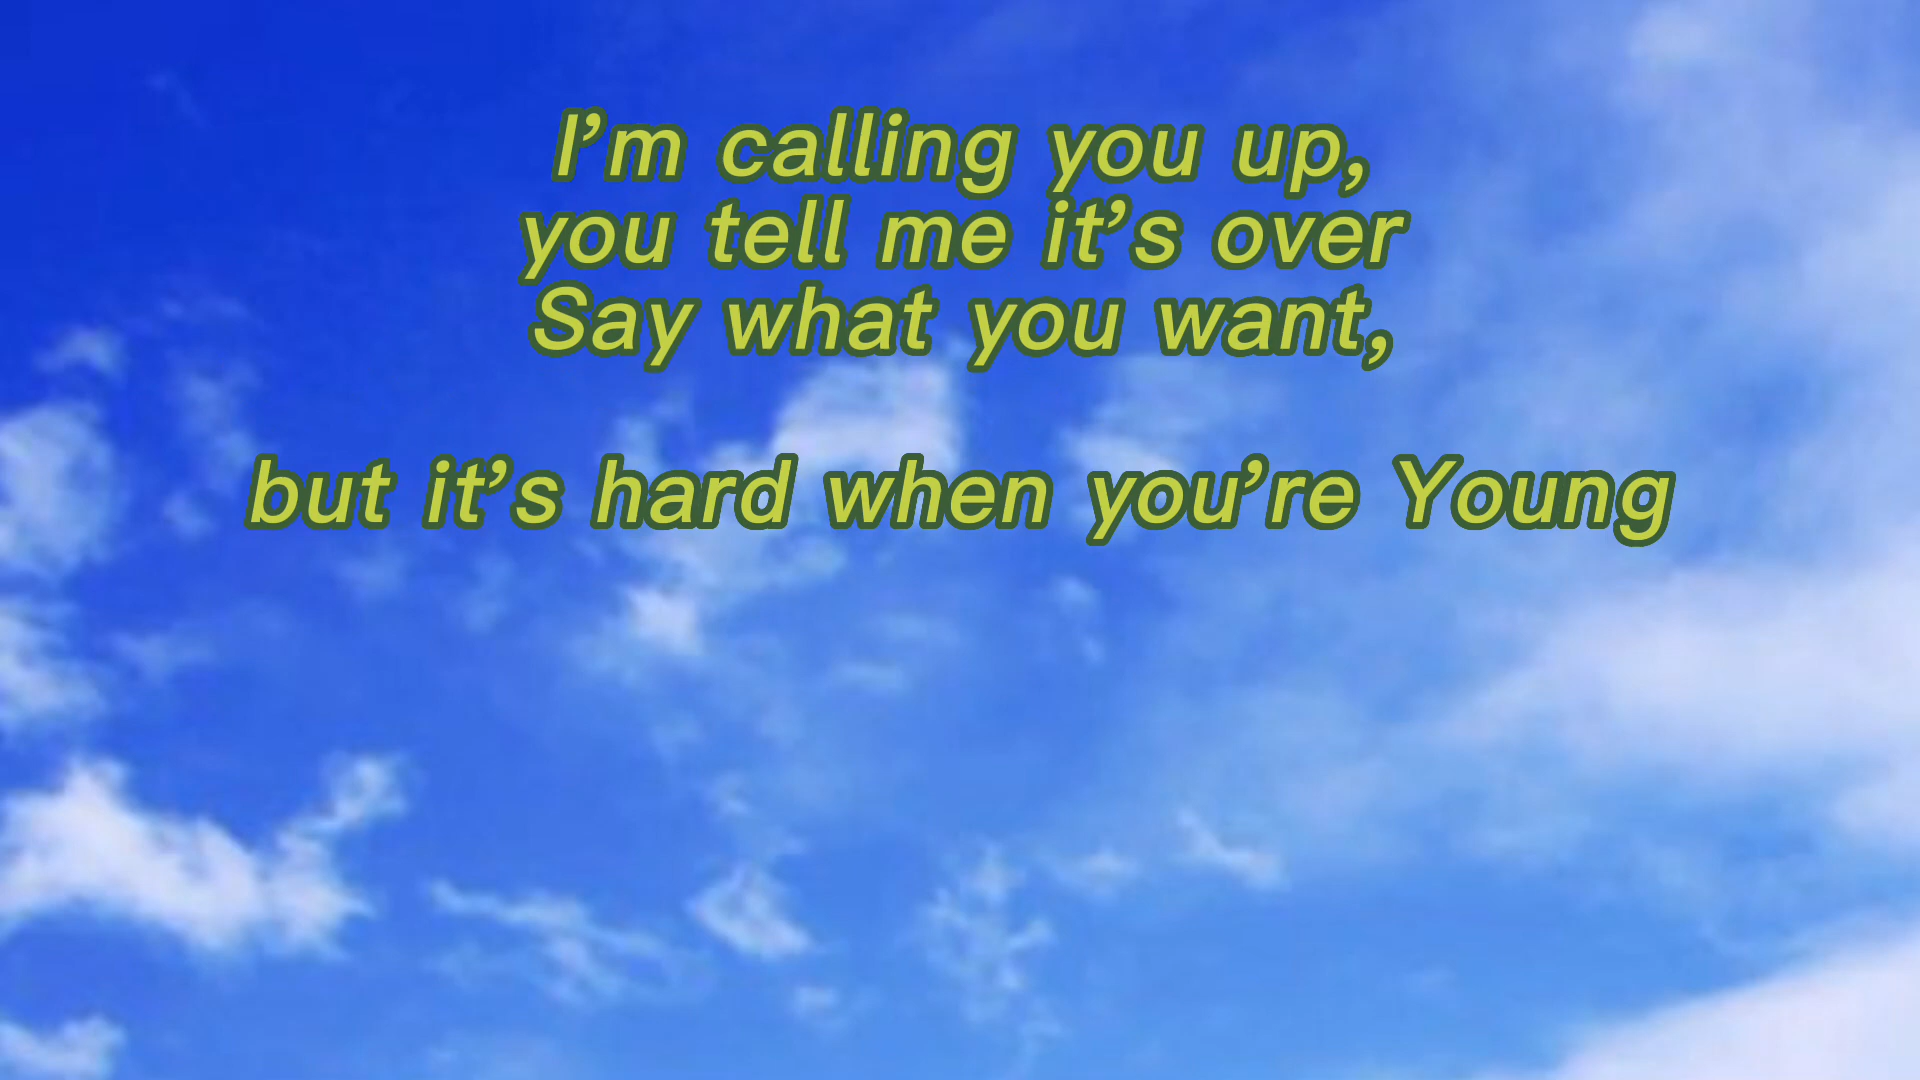 I’m calling you up,
you tell me it’s over
Say what you want,
but it’s hard when you’re Young